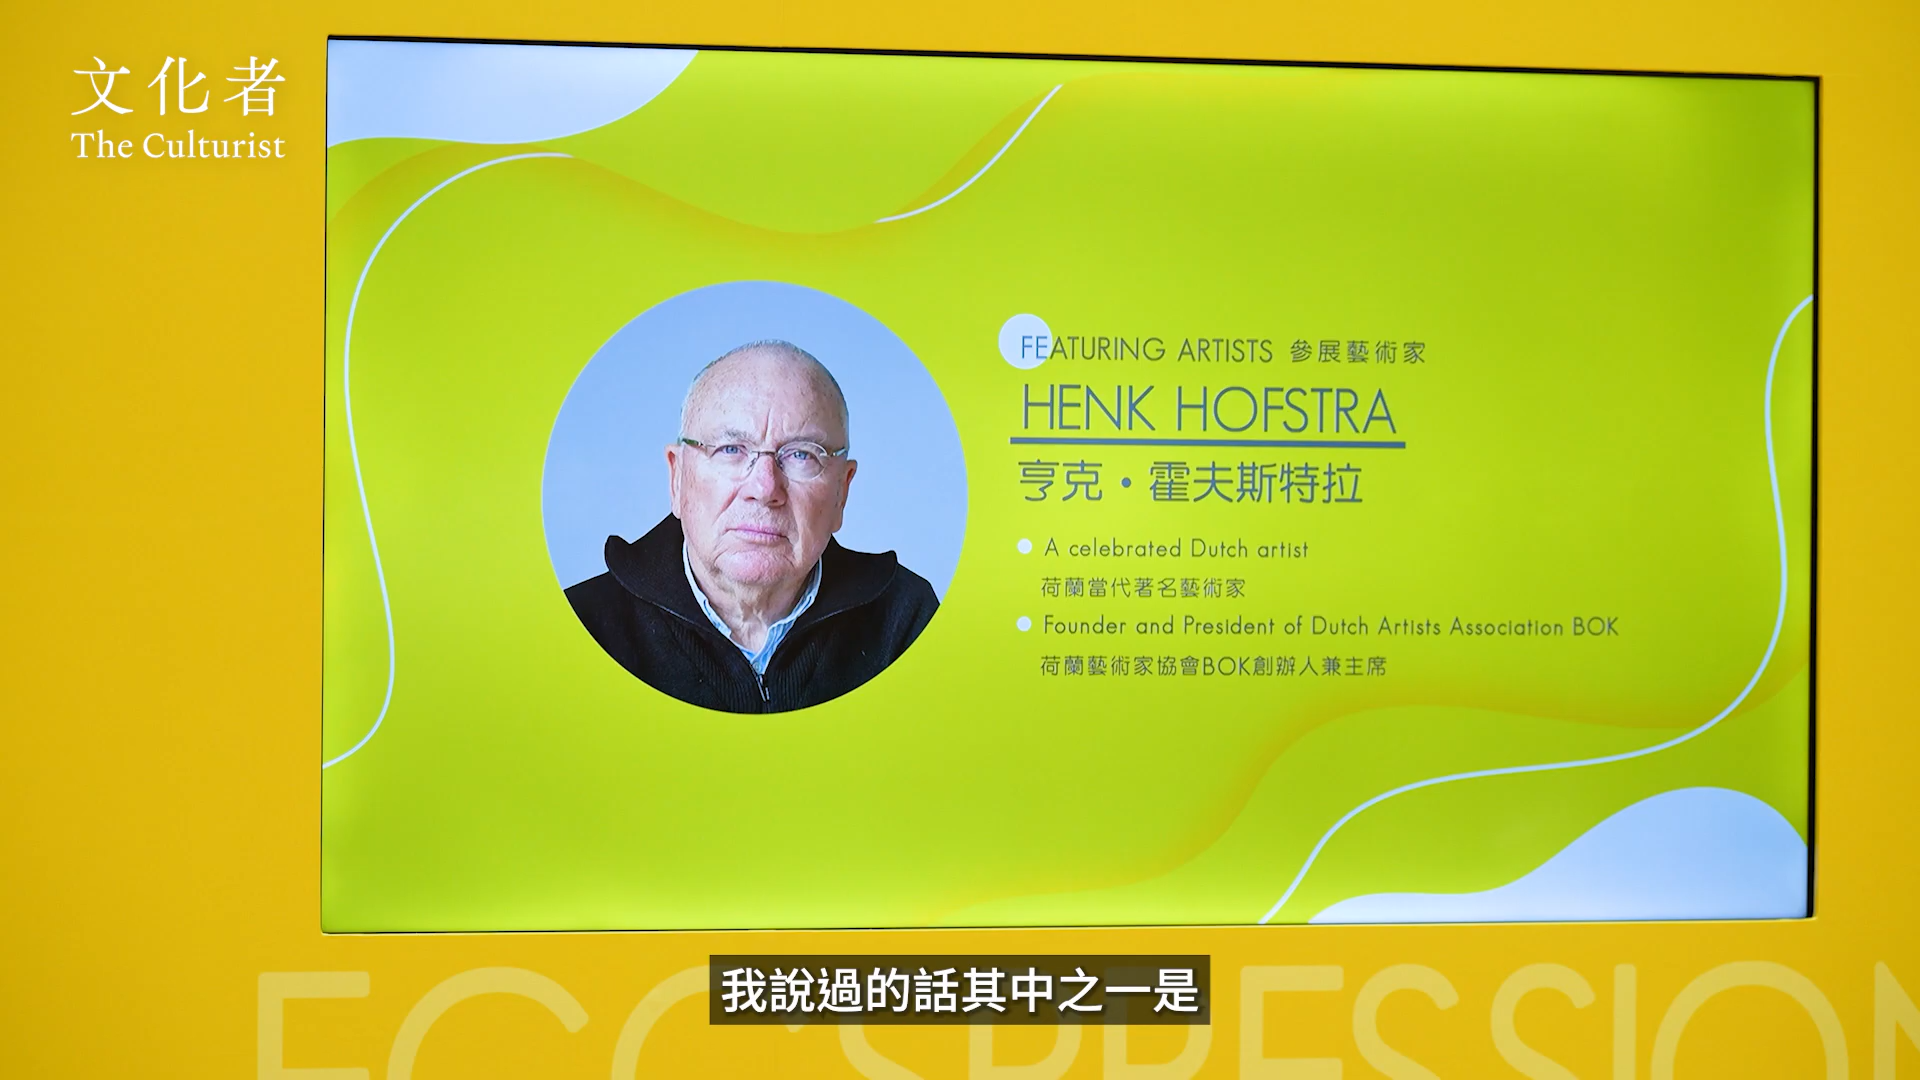 文化者
The Culturist
FEATURING ARTISTS 參展藝術家
HENK HOFSTRA
亨克・霍夫斯特拉
A celebrated Dutch artist
荷蘭當代著名藝術家
Founder and President of Dutch Artists Association BOK
荷蘭藝術家協會BOK創辦人兼主席
我說過的話其中之一是
EGG'SPRESSION